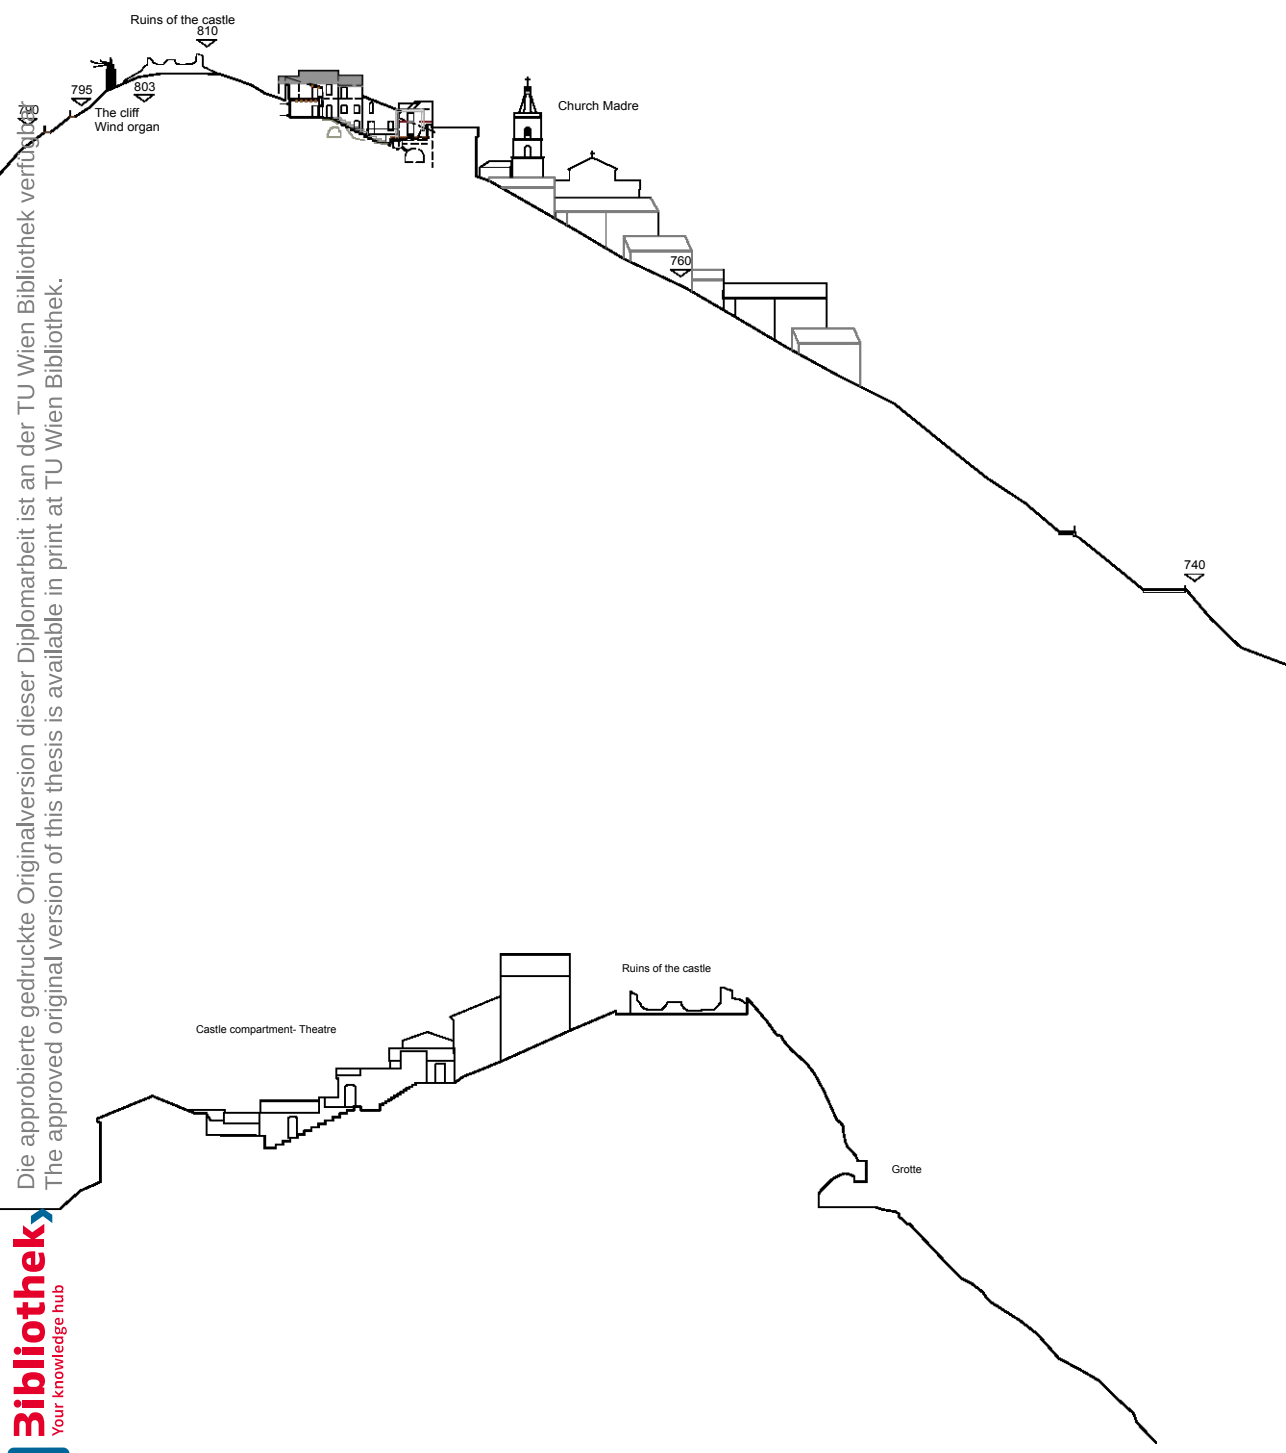 Ruins of the castle
810
795
803
The cliff
Wind organ
Church Madre
760
740
Ruins of the castle
Castle compartment- Theatre
Grotte
Die approbierte gedruckte Originalversion dieser Diplomarbeit ist an der TU Wien Bibliothek verfügbar
The approved original version of this thesis is available in print at TU Wien Bibliothek.
Bibliothek
Your knowledge hub